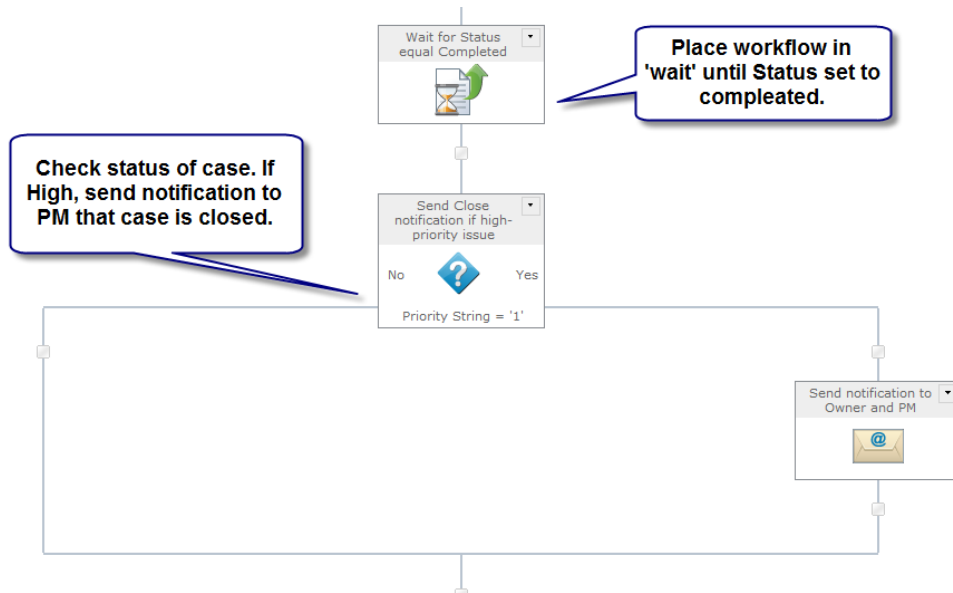 Wait for Status
equal Completed
Place workflow in
'wait' until Status set to
compleated.
Check status of case. If
High, send notification to
PM that case is closed.
Send Close
notification if high-
priority issue
No
Yes
Priority String = '1'
Send notification to
Owner and PM
@